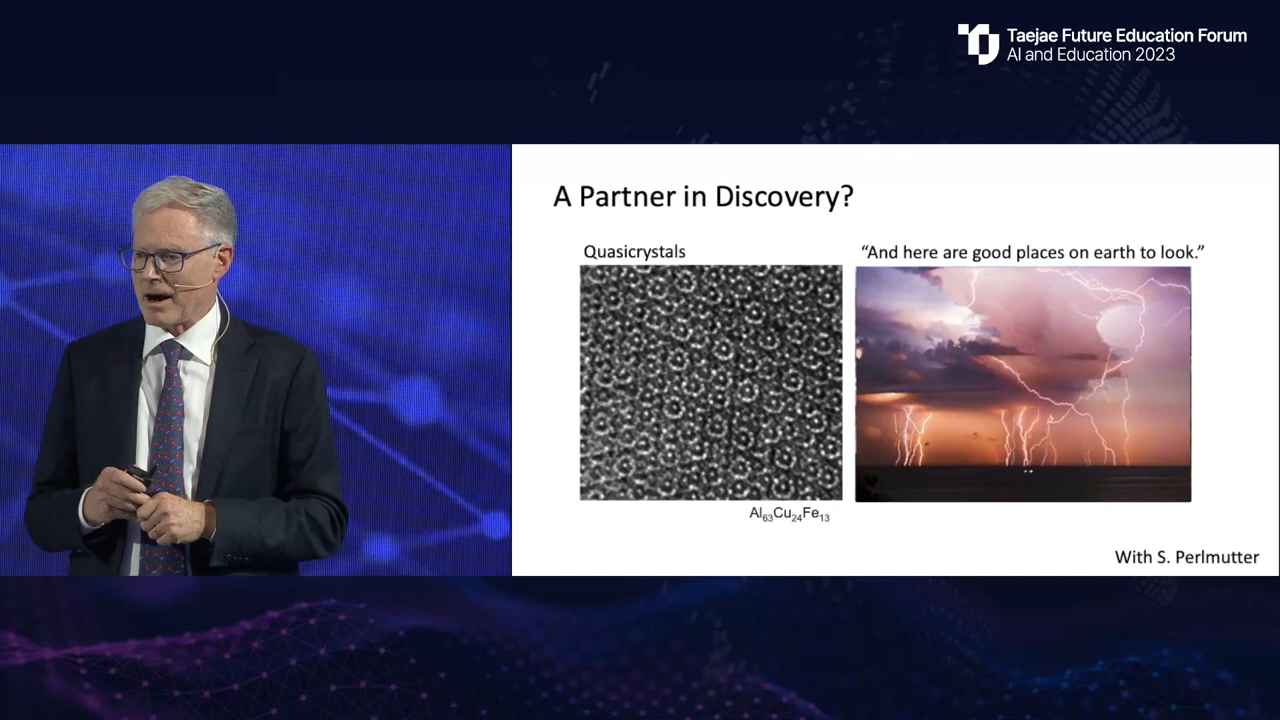 Taejae Future Education Forum
AI and Education 2023
A Partner in Discovery?
Quasicrystals
“And here are good places on earth to look.”
Al63Cu24Fe13
With S. Perlmutter